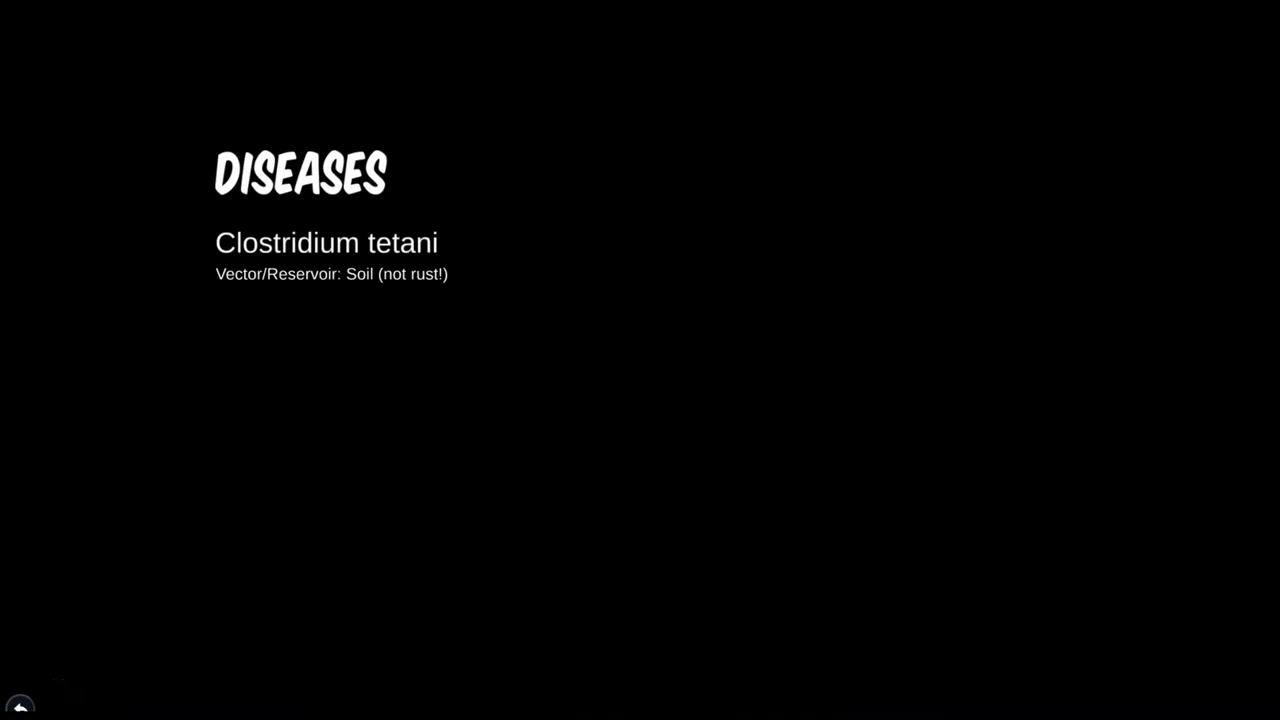 DISEASES
Clostridium tetani
Vector/Reservoir: Soil (not rust!)